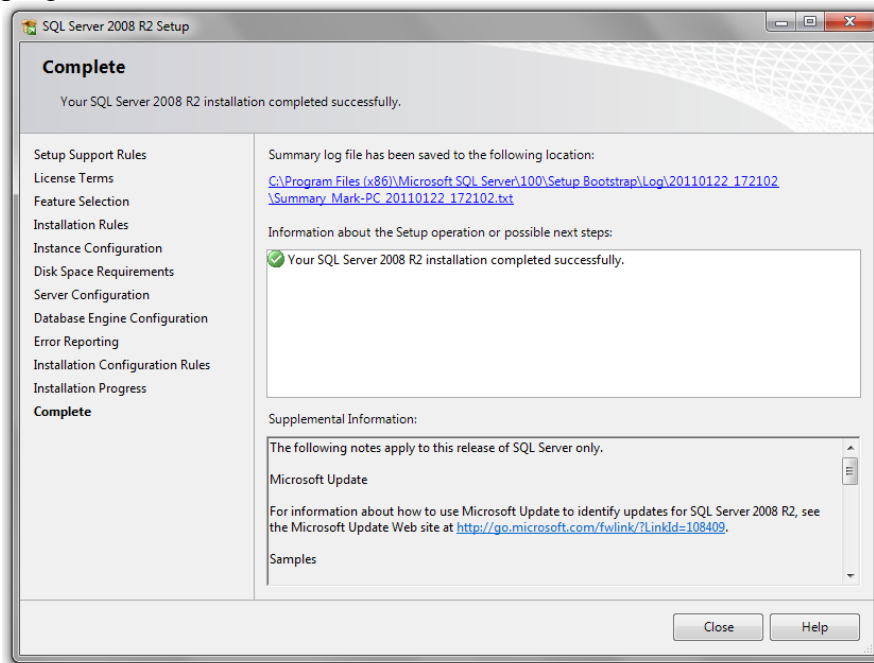 SQL Server 2008 R2 Setup
Complete
Your SQL Server 2008 R2 installation completed successfully.
Setup Support Rules
License Terms
Feature Selection
Installation Rules
Instance Configuration
Disk Space Requirements
Server Configuration
Database Engine Configuration
Error Reporting
Installation Configuration Rules
Installation Progress
Complete
Summary log file has been saved to the following location:
C:\Program Files (x86)\Microsoft SQL Server\100\Setup Bootstrap\Log\20110122_172102
\Summary_Mark-PC_20110122_172102.txt
Information about the Setup operation or possible next steps:
Your SQL Server 2008 R2 installation completed successfully.
Supplemental Information:
The following notes apply to this release of SQL Server only.
Microsoft Update
For information about how to use Microsoft Update to identify updates for SQL Server 2008 R2, see
the Microsoft Update Web site at http://go.microsoft.com/fwlink/?LinkId=108409.
Samples
Close
Help